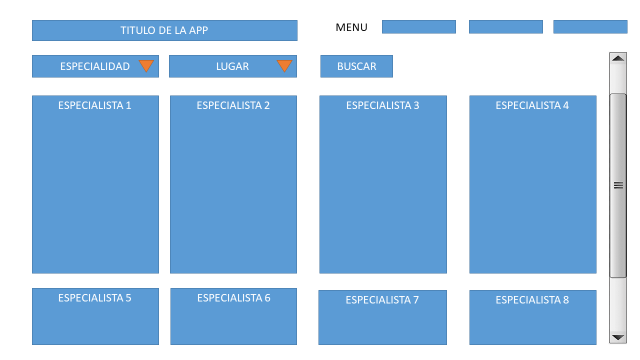 TITULO DE LA APP
MENU
ESPECIALIDAD
LUGAR
BUSCAR
ESPECIALISTA 1
ESPECIALISTA 2
ESPECIALISTA 3
ESPECIALISTA 4
ESPECIALISTA 5
ESPECIALISTA 6
ESPECIALISTA 7
ESPECIALISTA 8